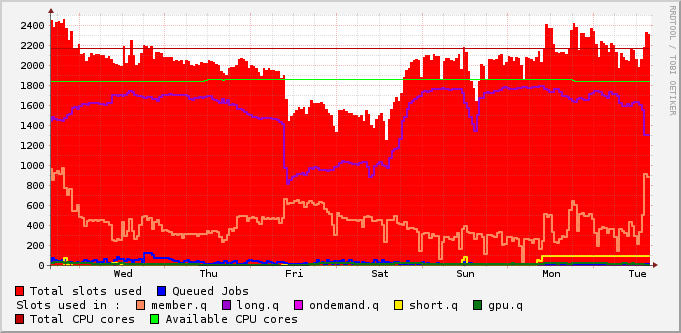 RRDTOOL / TOBI OETIKER
2400
2200
2000
1800
1600
1400
1200
1000
800
600
400
200
0
Wed Thu Fri Sat Sun Mon Tue
Total slots used Queued Jobs
Slots used in : member.q long.q ondemand.q short.q gpu.q
Total CPU cores Available CPU cores